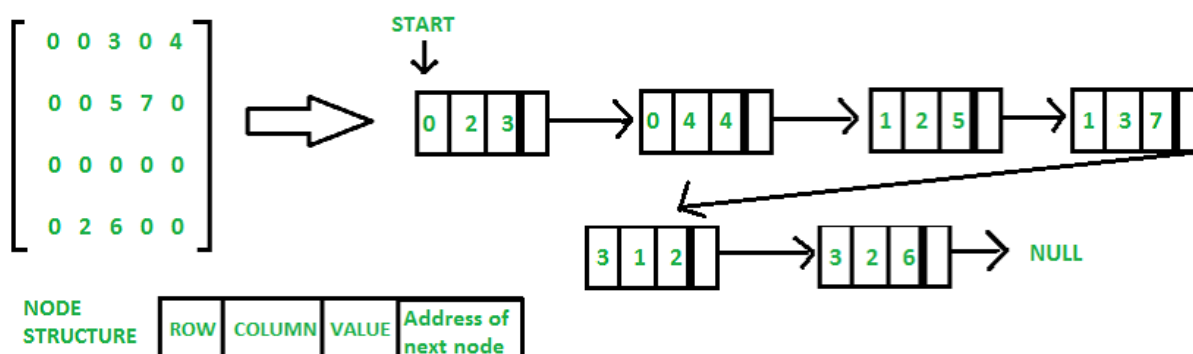 START
0 0 3 0 4
0 0 5 7 0
0 0 0 0 0
0 2 6 0 0
0 2 3
0 4 4
1 2 5
1 3 7
3 1 2
3 2 6
NULL
NODE
STRUCTURE
ROW
COLUMN
VALUE
Address of
next node